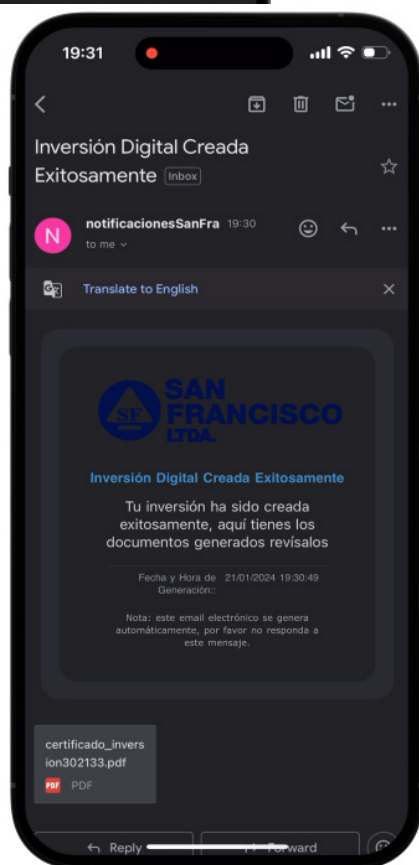 19:31
Inversión Digital Creada
Exitosamente Inbox
N
notificacionesSanFra 19:30
to me
Translate to English
SF
SAN
FRANCISCO
LTDA.
Inversión Digital Creada Exitosamente
Tu inversión ha sido creada
exitosamente, aquí tienes los
documentos generados revísalos
Fecha y Hora de 21/01/2024 19:30:49
Generación::
Nota: este email electrónico se genera
automáticamente, por favor no responda a
este mensaje.
certificado_invers
ion302133.pdf
PDF PDF
Reply Forward